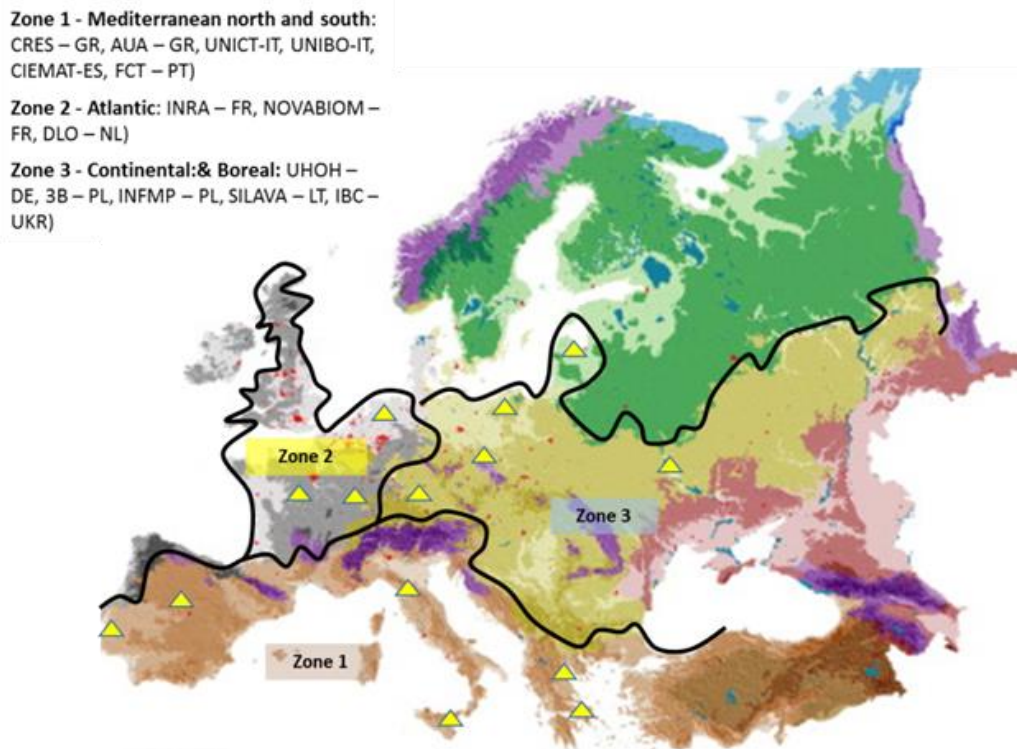 Zone 1 - Mediterranean north and south:
CRES – GR, AUA – GR, UNICT-IT, UNIBO-IT,
CIEMAT-ES, FCT – PT)
Zone 2 - Atlantic: INRA – FR, NOVABIOM –
FR, DLO – NL)
Zone 3 - Continental:& Boreal: UHOH –
DE, 3B – PL, INFMP – PL, SILAVA – LT, IBC –
UKR)
Zone 2
Zone 3
Zone 1